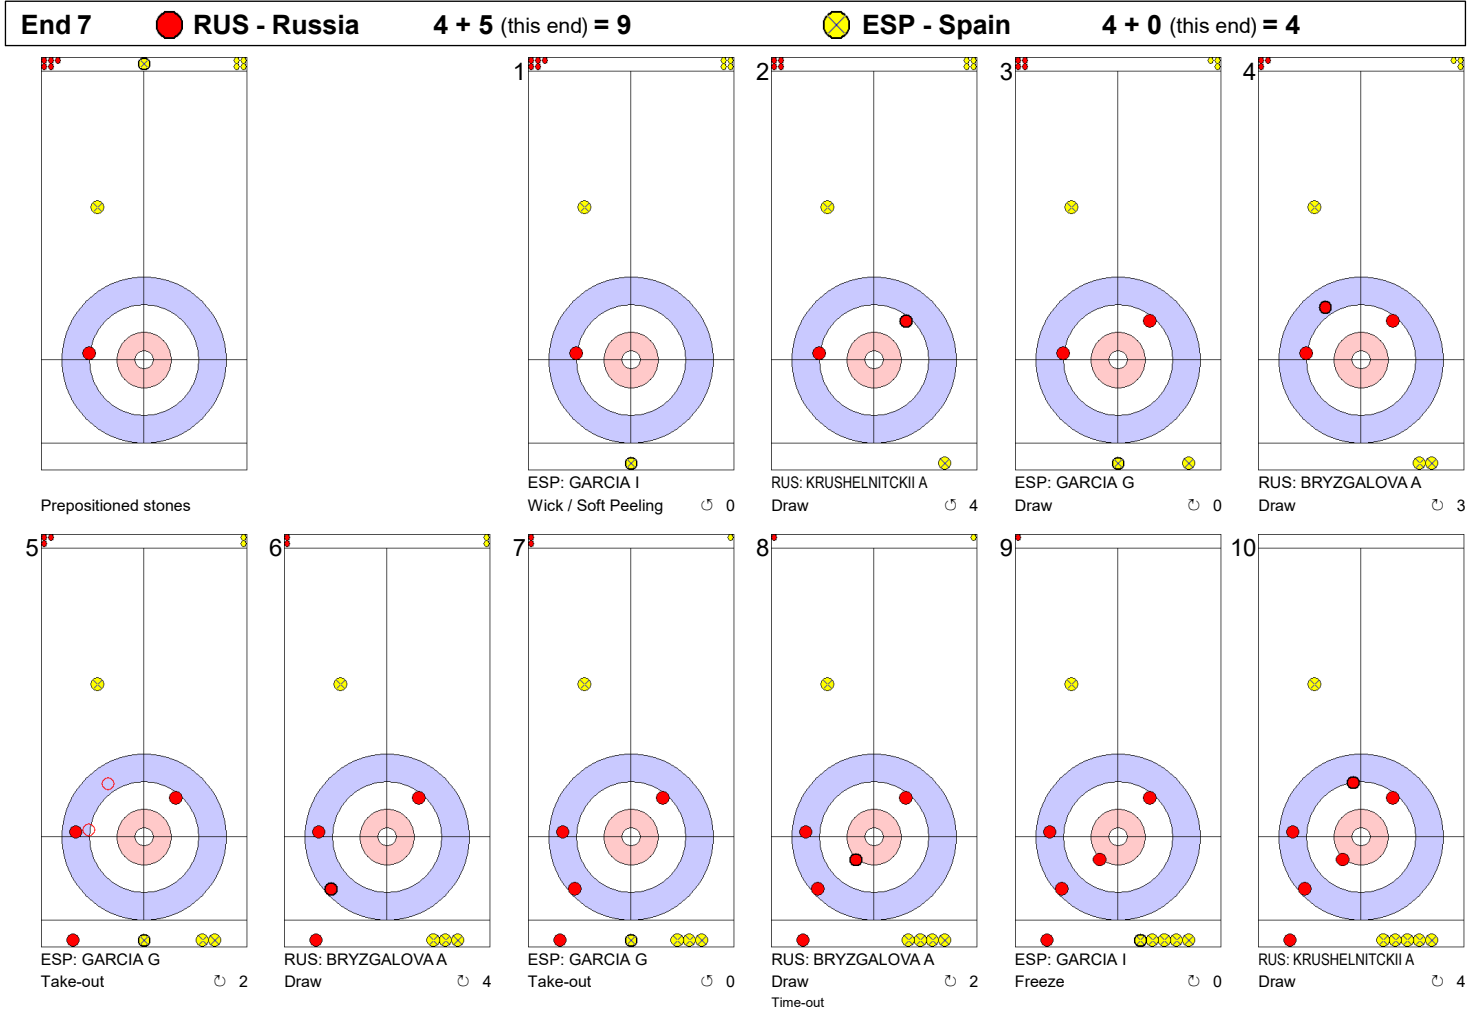 End 7 RUS - Russia 4 + 5 (this end) = 9 ESP - Spain 4 + 0 (this end) = 4
1 2 3 4
Prepositioned stones
ESP: GARCIA I
Wick / Soft Peeling ↺ 0
RUS: KRUSHELNITCKII A
Draw ↺ 4
ESP: GARCIA G
Draw ↻ 0
RUS: BRYZGALOVA A
Draw ↻ 3
5 6 7 8 9 10
ESP: GARCIA G
Take-out ↻ 2
RUS: BRYZGALOVA A
Draw ↻ 4
ESP: GARCIA G
Take-out ↺ 0
RUS: BRYZGALOVA A
Draw ↻ 2
Time-out
ESP: GARCIA I
Freeze ↻ 0
RUS: KRUSHELNITCKII A
Draw ↻ 4